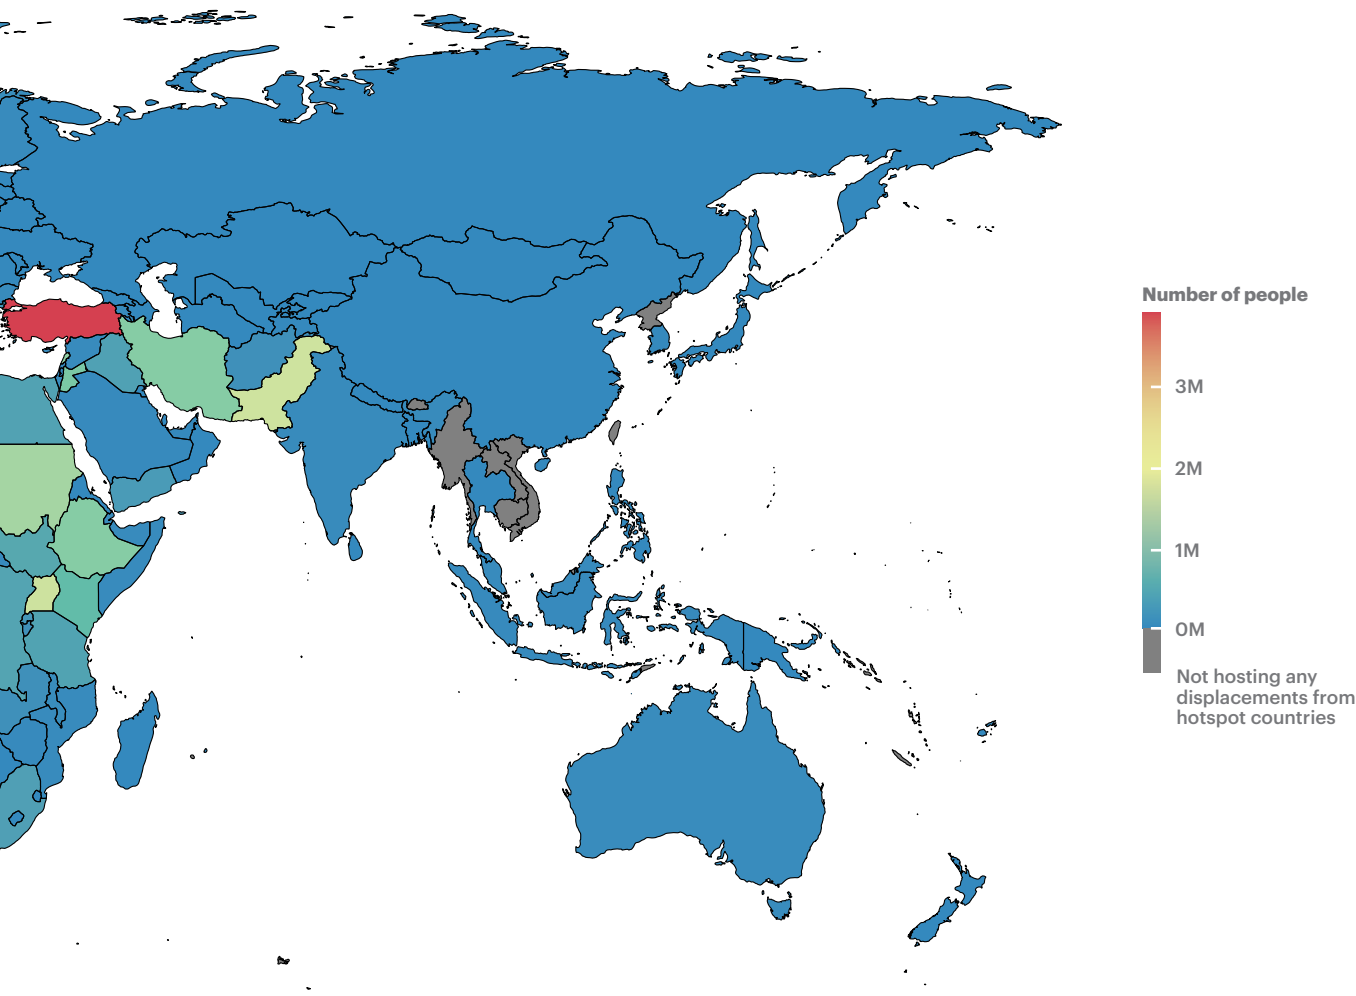 Number of people
3M
2M
1M
0M
Not hosting any
displacements from
hotspot countries